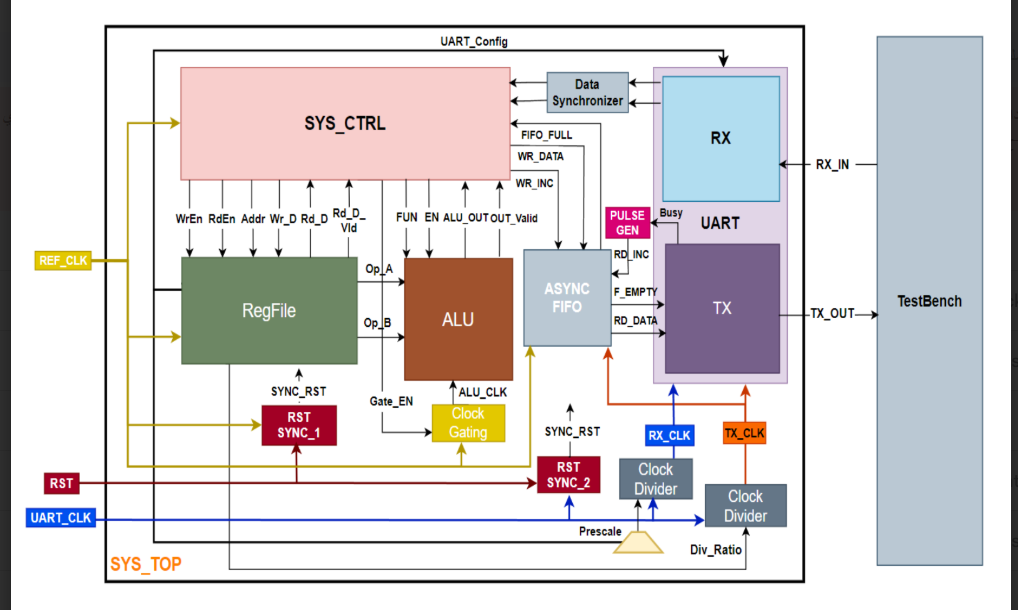 UART_Config
SYS_CTRL
Data
Synchronizer
RX
FIFO_FULL
WR_DATA
WR_INC
RX_IN
WrEn
RdEn
Addr
Wr_D
Rd_D
Rd_D_
Vld
FUN
EN
ALU_OUT
OUT_Valid
PULSE
GEN
Busy
UART
REF_CLK
RegFile
Op_A
Op_B
ALU
ASYNC
FIFO
RD_INC
F_EMPTY
RD_DATA
TX
TX_OUT
TestBench
SYNC_RST
ALU_CLK
Gate_EN
RST
SYNC_1
Clock
Gating
SYNC_RST
RX_CLK
TX_CLK
RST
RST
SYNC_2
Clock
Divider
Clock
Divider
UART_CLK
Prescale
Div_Ratio
SYS_TOP